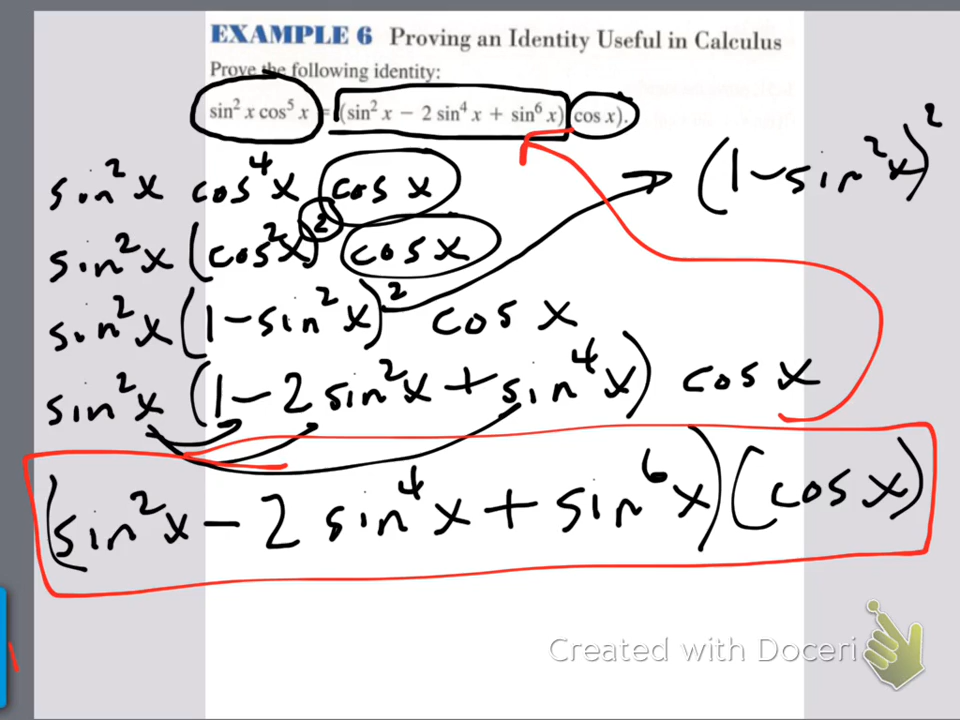 EXAMPLE 6 Proving an Identity Useful in Calculus
Prove the following identity:
sin² x cos⁵ x = (sin² x − 2 sin⁴ x + sin⁶ x)(cos x).
sin²x cos⁴x cos x
(1−sin²x)²
sin²x (cos²x)² cos x
sin²x (1−sin²x)² cos x
sin²x (1−2 sin²x + sin⁴x) cos x
(sin²x − 2 sin⁴x + sin⁶x)(cos x)
Created with Doceri